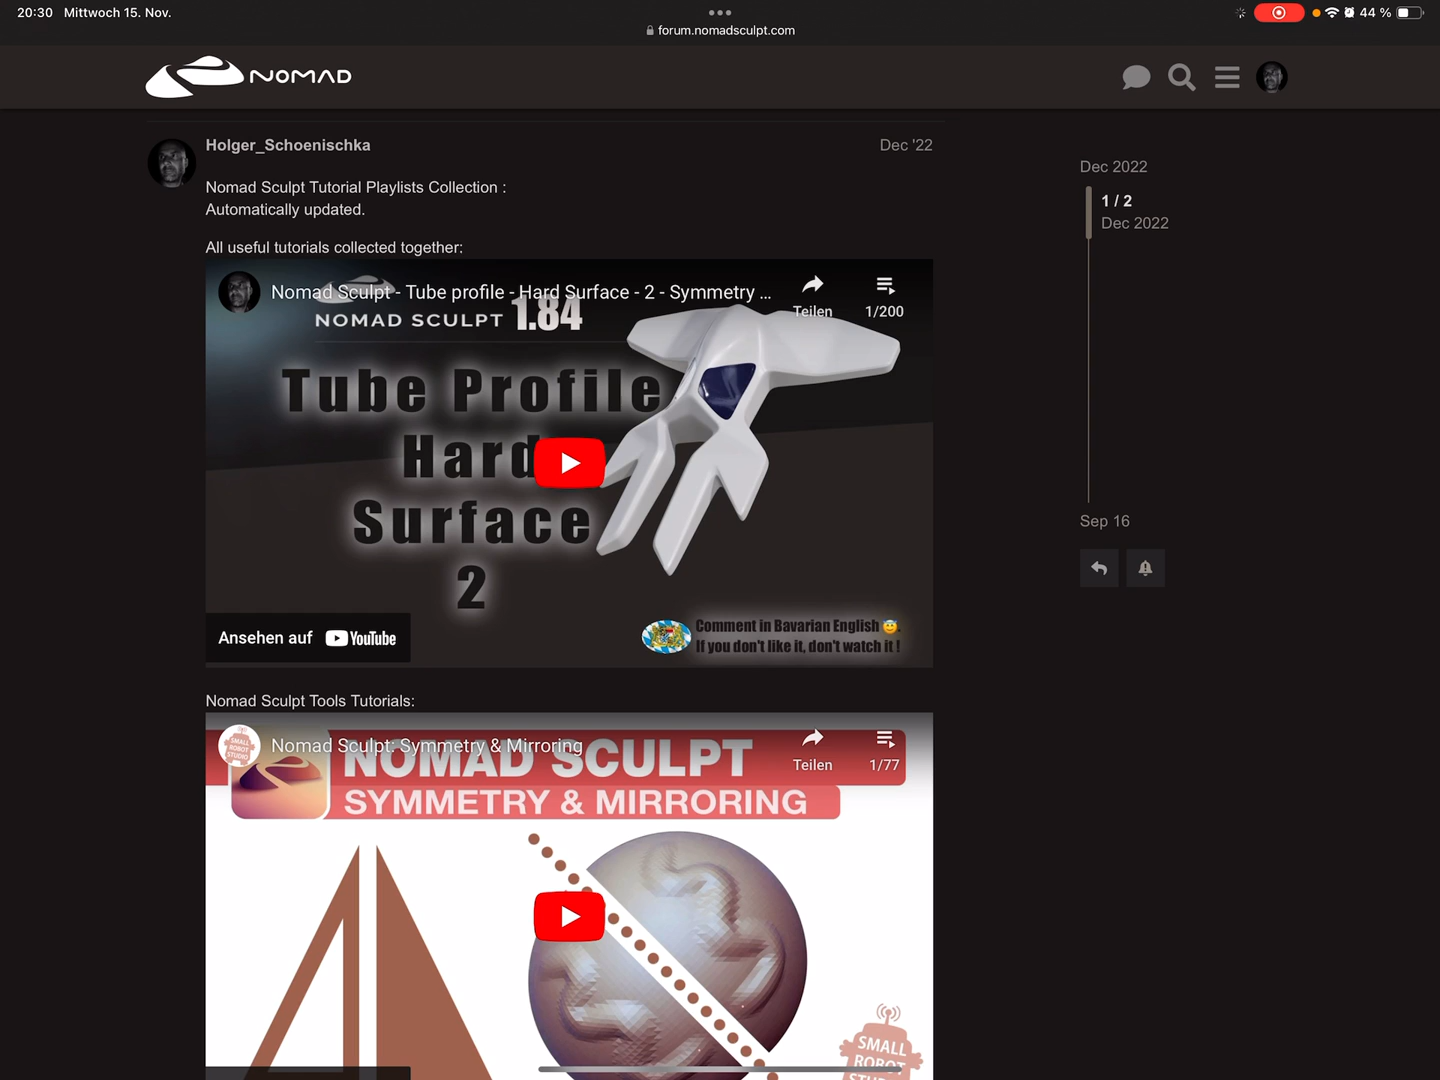 20:30 Mittwoch 15. Nov.
44 %
forum.nomadsculpt.com
NOMAD
Holger_Schoenischka
Dec '22
Nomad Sculpt Tutorial Playlists Collection :
Automatically updated.
All useful tutorials collected together:
Nomad Sculpt - Tube profile - Hard Surface - 2 - Symmetry ...
Teilen
1/200
NOMAD SCULPT 1.84
Tube Profile
Hard
Surface
2
Ansehen auf YouTube
Comment in Bavarian English 😇.
If you don't like it, don't watch it !
Nomad Sculpt Tools Tutorials:
SMALL
ROBOT
STUDIO
Nomad Sculpt: Symmetry & Mirroring
Teilen
1/77
NOMAD SCULPT
SYMMETRY & MIRRORING
SMALL
ROBOT
Dec 2022
1 / 2
Dec 2022
Sep 16